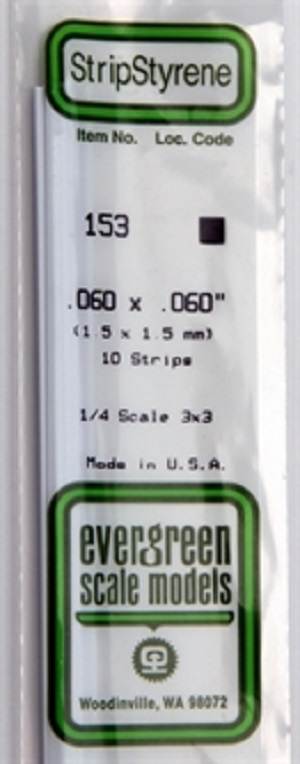 StripStyrene
Item No. Loc. Code
153
.060 x .060"
(1.5 x 1.5 mm)
10 Strips
1/4 Scale 3x3
Made in U.S.A.
evergreen
scale models
Woodinville, WA 98072